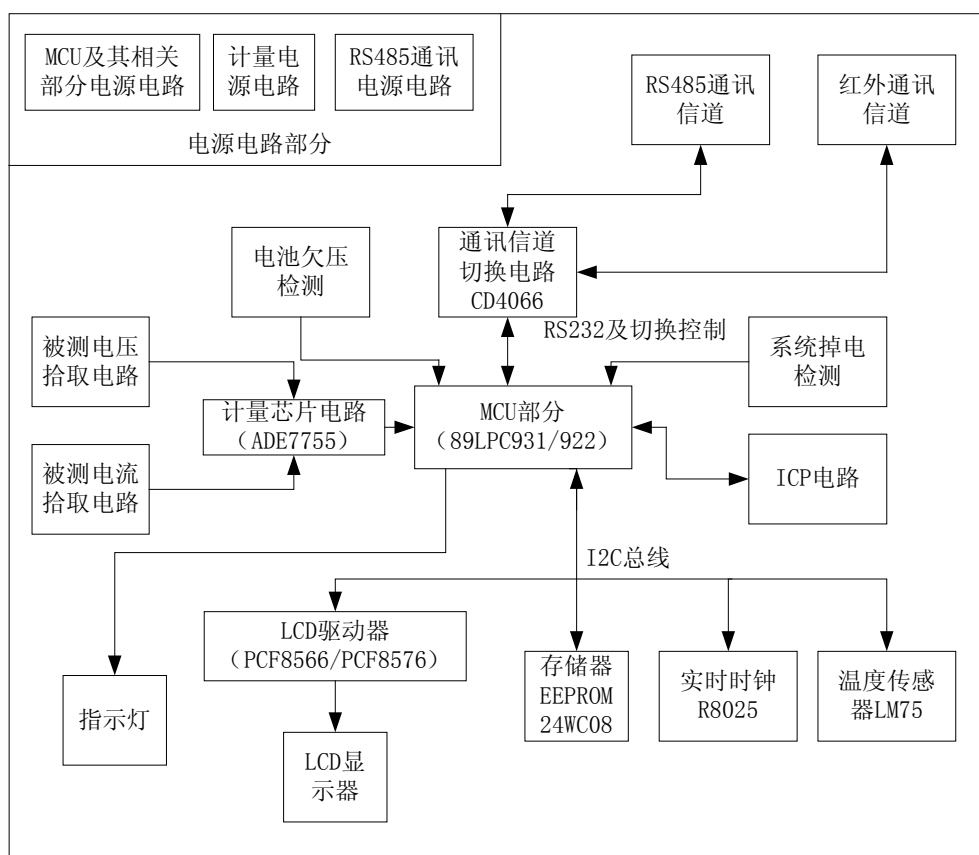 MCU及其相关
部分电源电路
计量电
源电路
RS485通讯
电源电路
电源电路部分
RS485通讯
信道
红外通讯
信道
电池欠压
检测
通讯信道
切换电路
CD4066
RS232及切换控制
被测电压
拾取电路
系统掉电
检测
计量芯片电路
(ADE7755)
MCU部分
(89LPC931/922)
被测电流
拾取电路
ICP电路
I2C总线
LCD驱动器
(PCF8566/PCF8576)
存储器
EEPROM
24WC08
实时时钟
R8025
温度传感
器LM75
指示灯
LCD显
示器